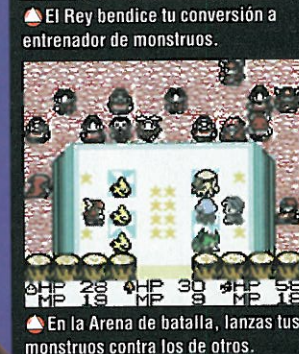 El Rey bendice tu conversión a
entrenador de monstruos.
HP 28 HP 30 HP 58
MP 19 MP 9 MP 18
En la Arena de batalla, lanzas tus
monstruos contra los de otros.